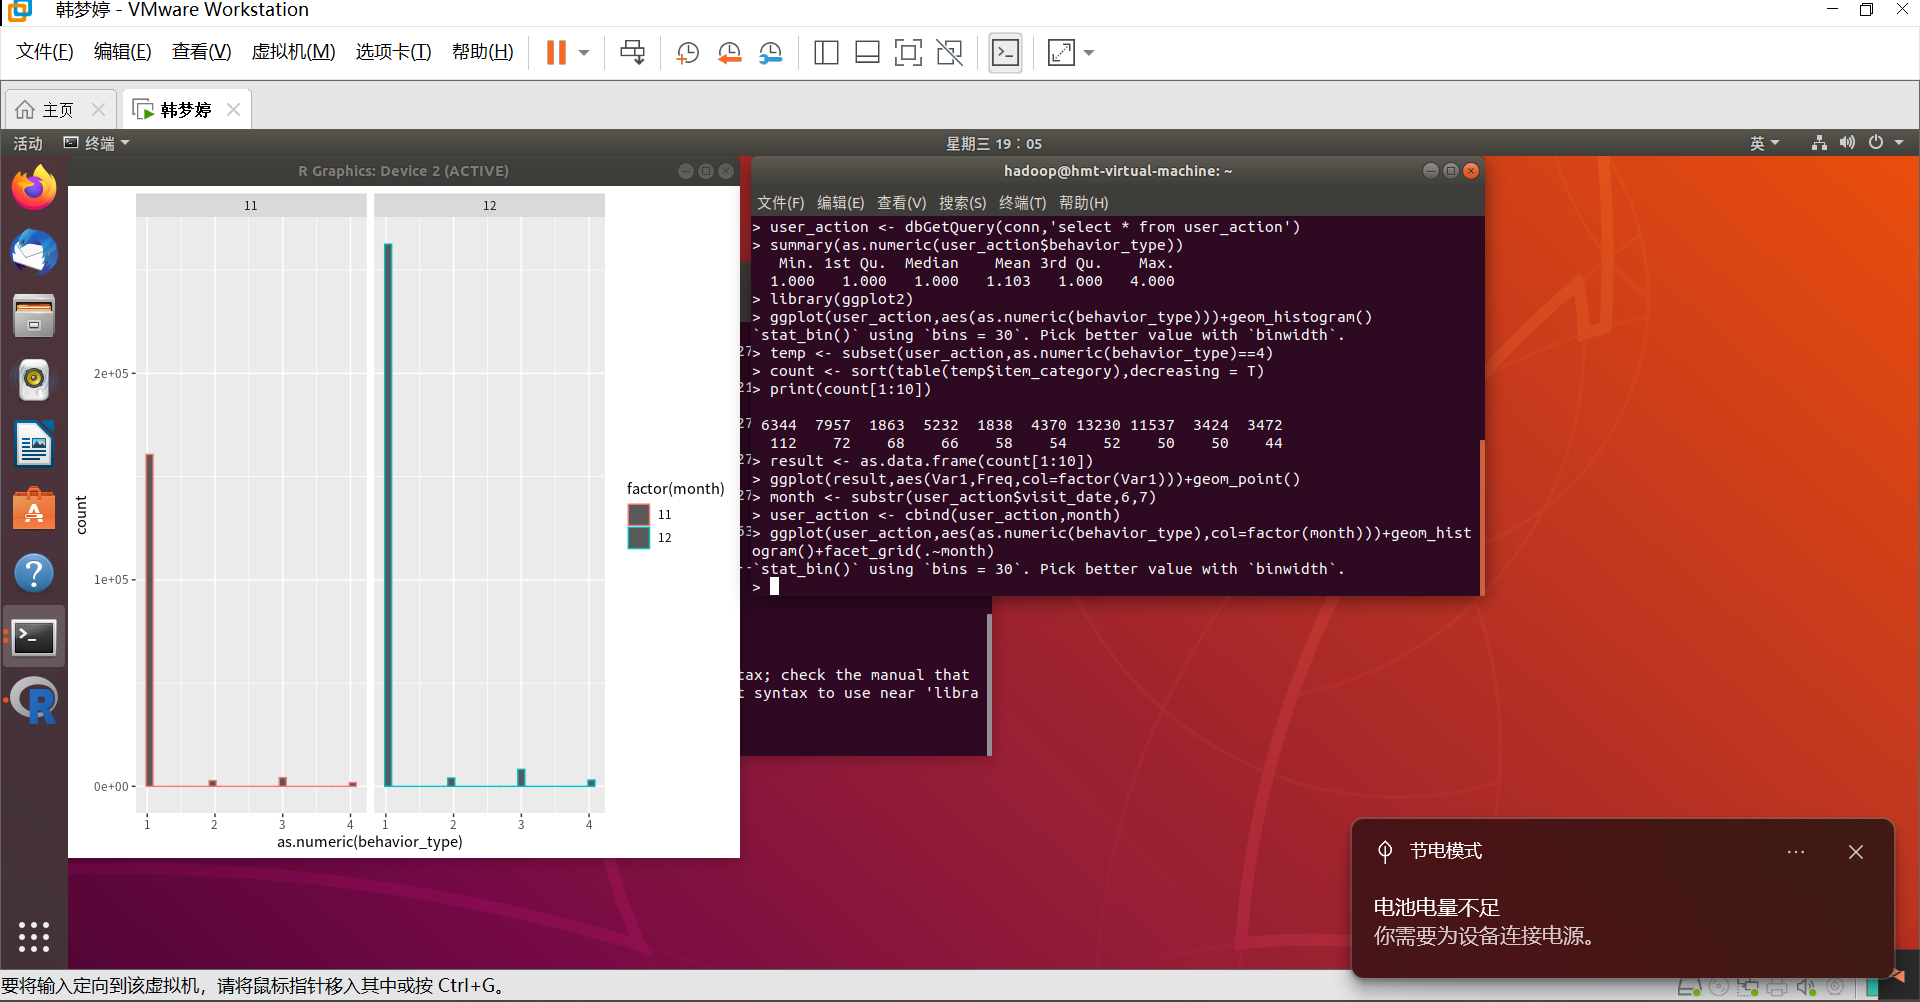 韩梦婷 - VMware Workstation
文件(F) 编辑(E) 查看(V) 虚拟机(M) 选项卡(T) 帮助(H)
主页 韩梦婷
活动 终端 星期三 19：05 英
R Graphics: Device 2 (ACTIVE)
11 12
2e+05
1e+05
0e+00
count
1 2 3 4 1 2 3 4
as.numeric(behavior_type)
factor(month)
11
12
hadoop@hmt-virtual-machine: ~
文件(F) 编辑(E) 查看(V) 搜索(S) 终端(T) 帮助(H)
> user_action <- dbGetQuery(conn,'select * from user_action')
> summary(as.numeric(user_action$behavior_type))
Min. 1st Qu. Median Mean 3rd Qu. Max.
1.000 1.000 1.000 1.103 1.000 4.000
> library(ggplot2)
> ggplot(user_action,aes(as.numeric(behavior_type)))+geom_histogram()
`stat_bin()` using `bins = 30`. Pick better value with `binwidth`.
> temp <- subset(user_action,as.numeric(behavior_type)==4)
> count <- sort(table(temp$item_category),decreasing = T)
> print(count[1:10])
6344 7957 1863 5232 1838 4370 13230 11537 3424 3472
112 72 68 66 58 54 52 50 50 44
> result <- as.data.frame(count[1:10])
> ggplot(result,aes(Var1,Freq,col=factor(Var1)))+geom_point()
> month <- substr(user_action$visit_date,6,7)
> user_action <- cbind(user_action,month)
> ggplot(user_action,aes(as.numeric(behavior_type),col=factor(month)))+geom_hist
ogram()+facet_grid(.~month)
`stat_bin()` using `bins = 30`. Pick better value with `binwidth`.
>
27
21
27
27
27
63
--
tax; check the manual that
t syntax to use near 'libra
节电模式
电池电量不足
你需要为设备连接电源。
要将输入定向到该虚拟机，请将鼠标指针移入其中或按 Ctrl+G。